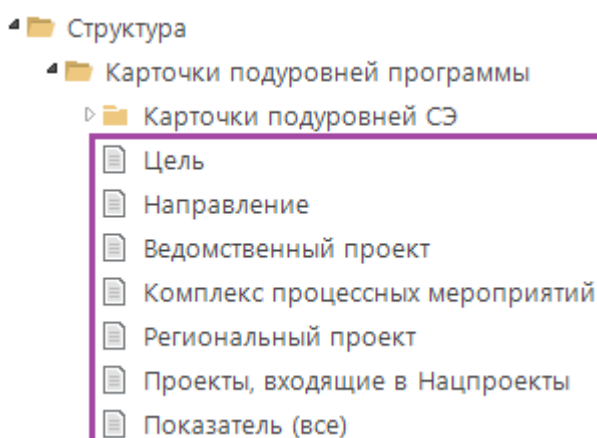 Структура
Карточки подуровней программы
Карточки подуровней СЭ
Цель
Направление
Ведомственный проект
Комплекс процессных мероприятий
Региональный проект
Проекты, входящие в Нацпроекты
Показатель (все)